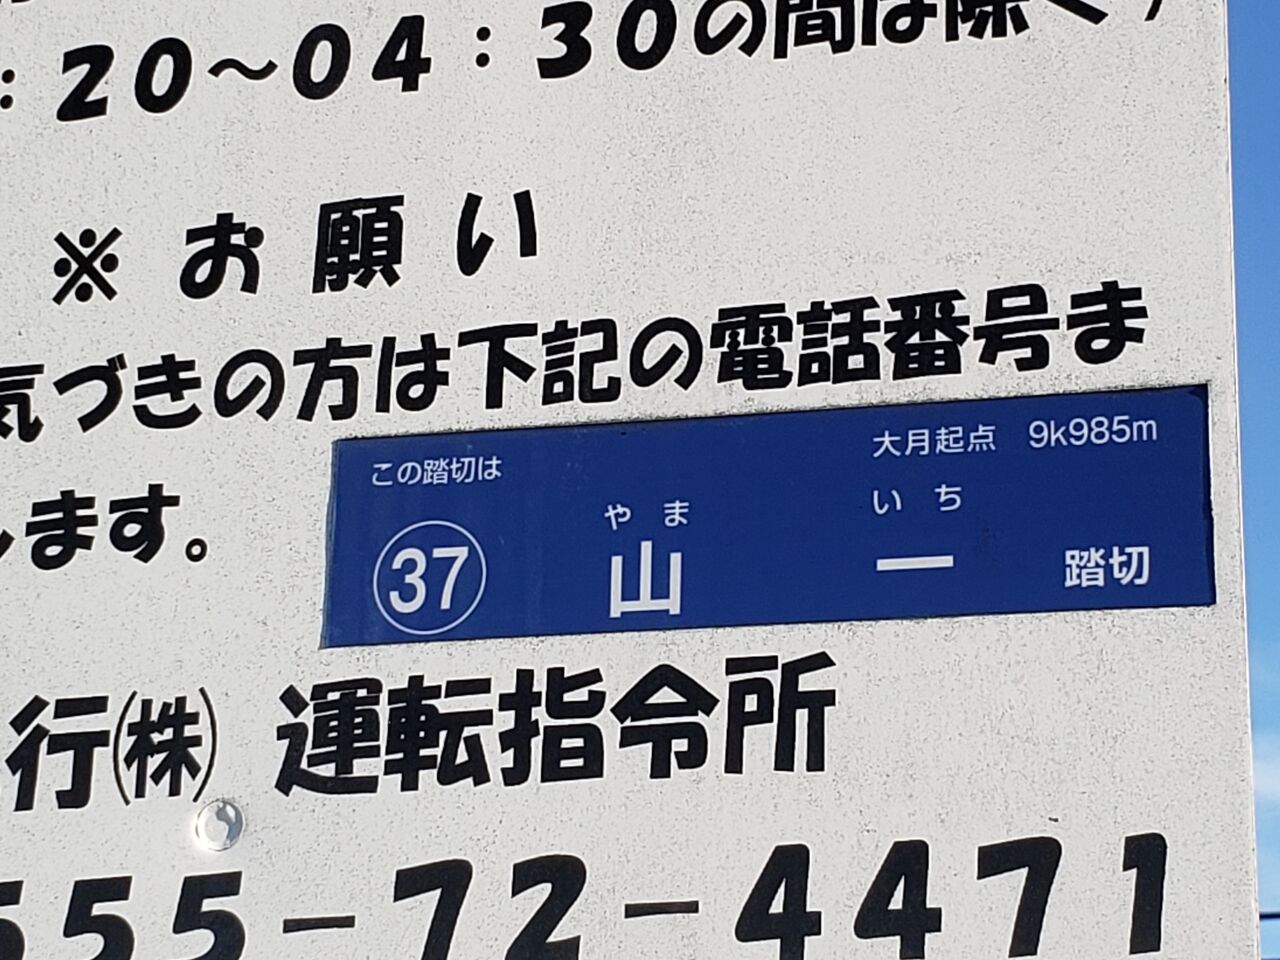 ：20～04：30の間は除く）
※お願い
気づきの方は下記の電話番号ま
します。
この踏切は
大月起点　9k985m
やま　いち
㊲　山　一　踏切
行㈱　運転指令所
555－72－4471